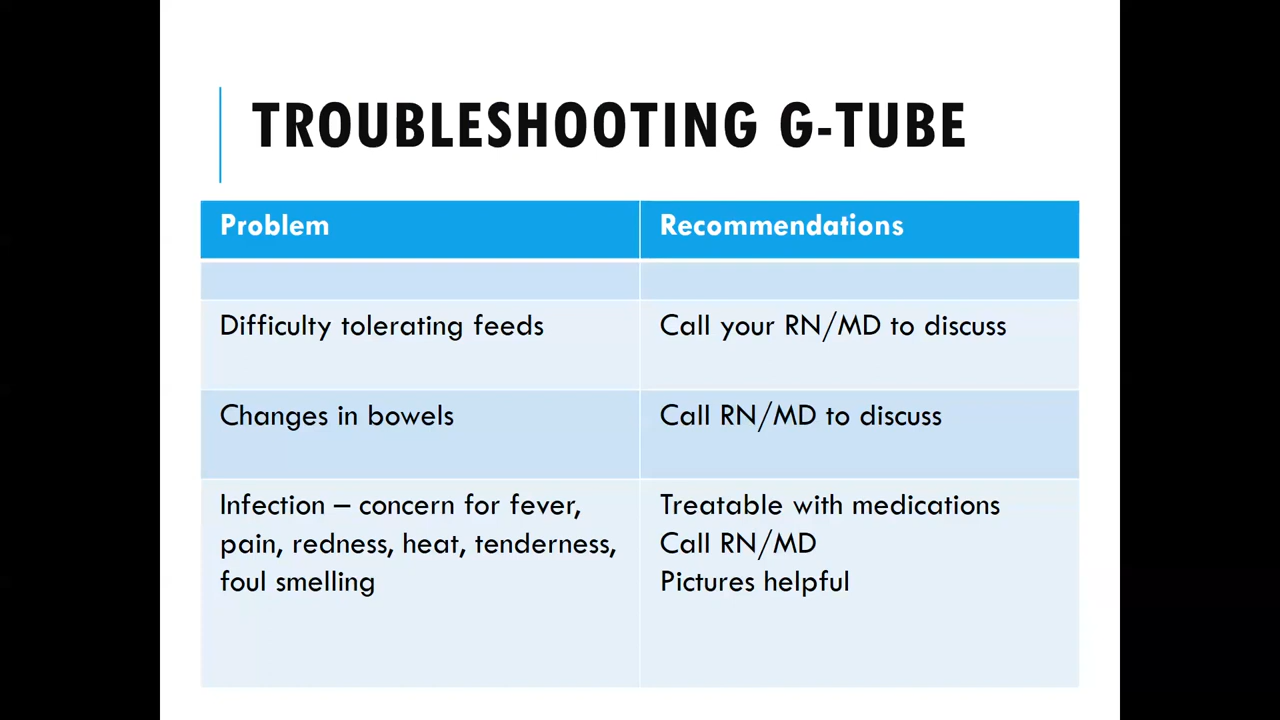 TROUBLESHOOTING G-TUBE
Problem
Recommendations
Difficulty tolerating feeds
Call your RN/MD to discuss
Changes in bowels
Call RN/MD to discuss
Infection – concern for fever,
pain, redness, heat, tenderness,
foul smelling
Treatable with medications
Call RN/MD
Pictures helpful